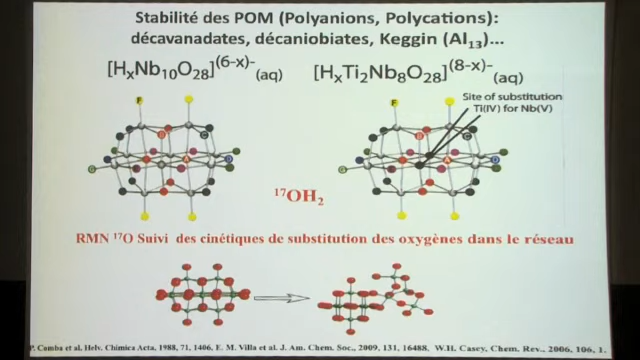 Stabilité des POM (Polyanions, Polycations):
décavanadates, décaniobiates, Keggin (Al₁₃)...
[HₓNb₁₀O₂₈]⁽⁶⁻ˣ⁾⁻(aq) [HₓTi₂Nb₈O₂₈]⁽⁸⁻ˣ⁾⁻(aq)
Site of substitution
Ti(IV) for Nb(V)
F F
B C B C
G A D G A D
¹⁷OH₂
RMN ¹⁷O Suivi des cinétiques de substitution des oxygènes dans le réseau
P. Comba et al. Helv. Chimica Acta, 1988, 71, 1406, E. M. Villa et al. J. Am. Chem. Soc., 2009, 131, 16488, W.H. Casey, Chem. Rev., 2006, 106, 1.